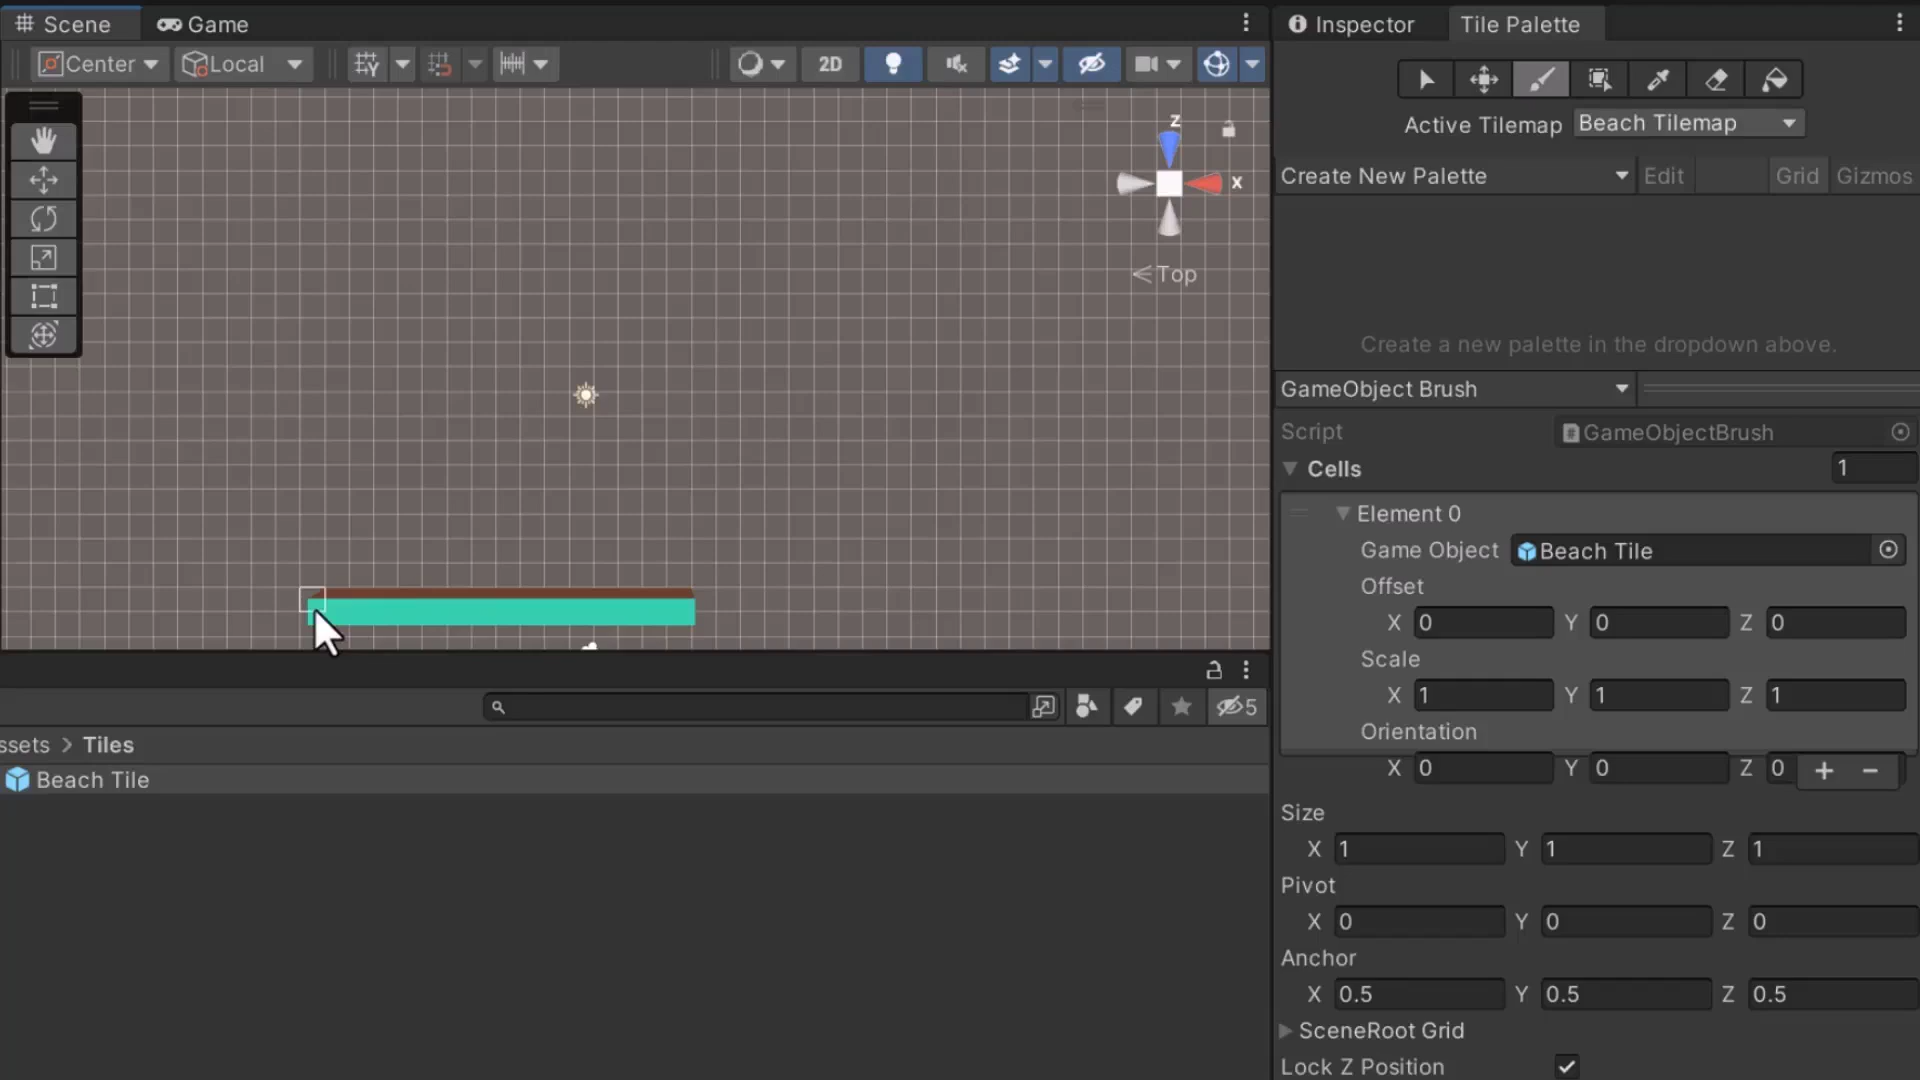 Scene
Game
Center
Local
2D
z
x
Top
5
ssets > Tiles
Beach Tile
Inspector
Tile Palette
Active Tilemap
Beach Tilemap
Create New Palette
Edit
Grid
Gizmos
Create a new palette in the dropdown above.
GameObject Brush
Script
GameObjectBrush
Cells
1
Element 0
Game Object
Beach Tile
Offset
X 0 Y 0 Z 0
Scale
X 1 Y 1 Z 1
Orientation
X 0 Y 0 Z 0
+ −
Size
X 1 Y 1 Z 1
Pivot
X 0 Y 0 Z 0
Anchor
X 0.5 Y 0.5 Z 0.5
SceneRoot Grid
Lock Z Position